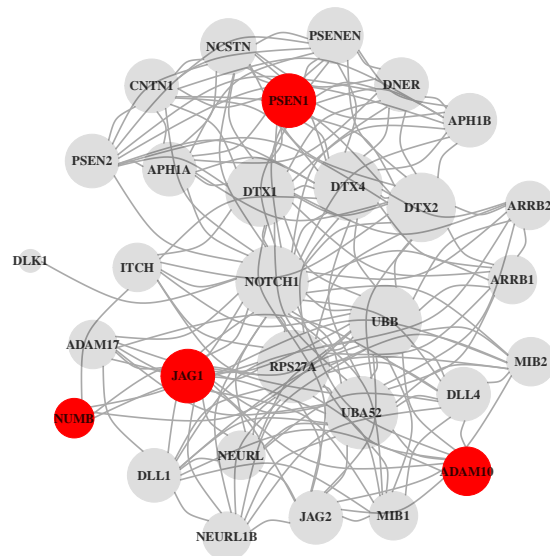 PSENEN
NCSTN
CNTN1
PSEN1
DNER
APH1B
PSEN2
APH1A
DTX1
DTX4
DTX2
ARRB2
DLK1
ITCH
NOTCH1
ARRB1
UBB
ADAM17
JAG1
RPS27A
MIB2
DLL4
NUMB
UBA52
NEURL
DLL1
ADAM10
JAG2
MIB1
NEURL1B